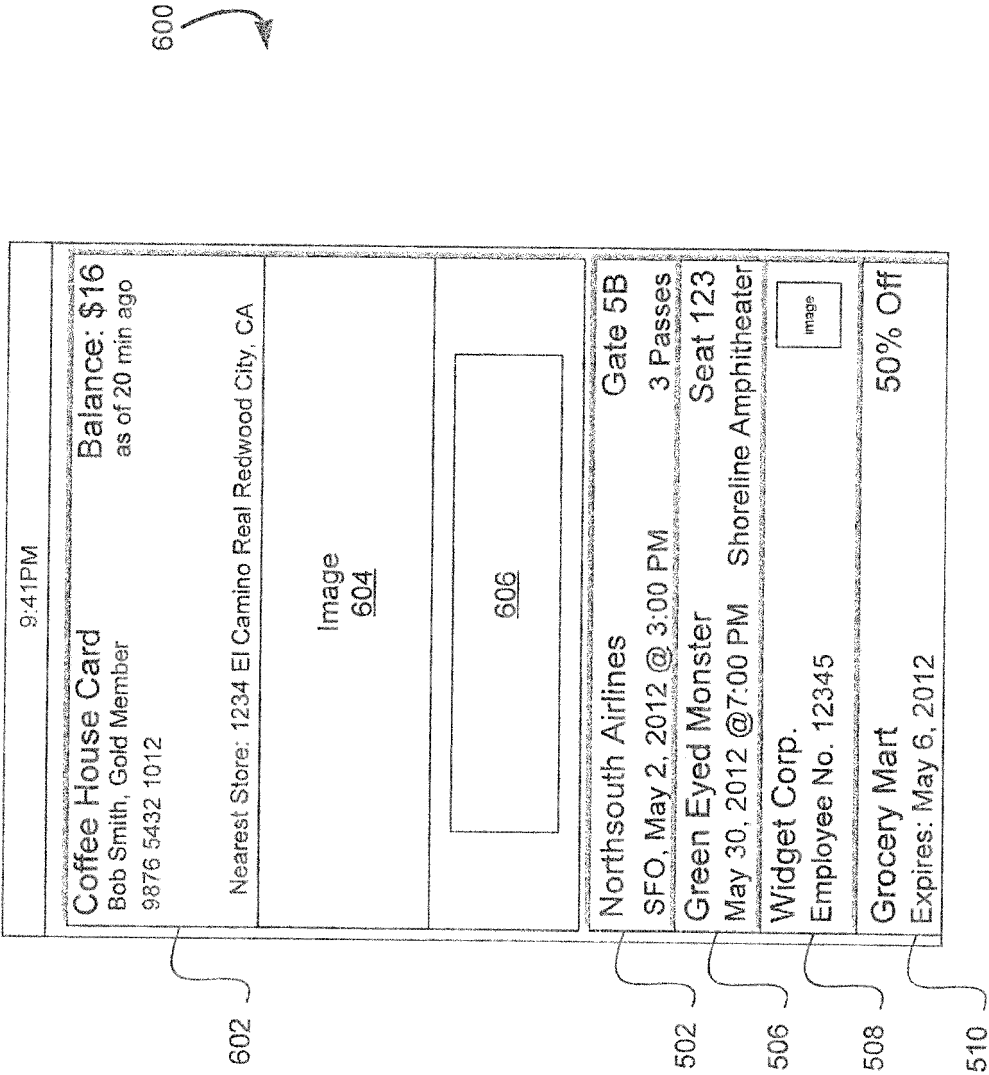 600
9:41PM
Coffee House Card
Balance: $16
Bob Smith, Gold Member
as of 20 min ago
9876 5432 1012
Nearest Store: 1234 El Camino Real Redwood City, CA
602
Image
604
606
Northsouth Airlines
Gate 5B
SFO, May 2, 2012 @ 3:00 PM
3 Passes
502
Green Eyed Monster
Seat 123
May 30, 2012 @7:00 PM
Shoreline Amphitheater
506
Widget Corp.
Employee No. 12345
image
508
Grocery Mart
50% Off
Expires: May 6, 2012
510